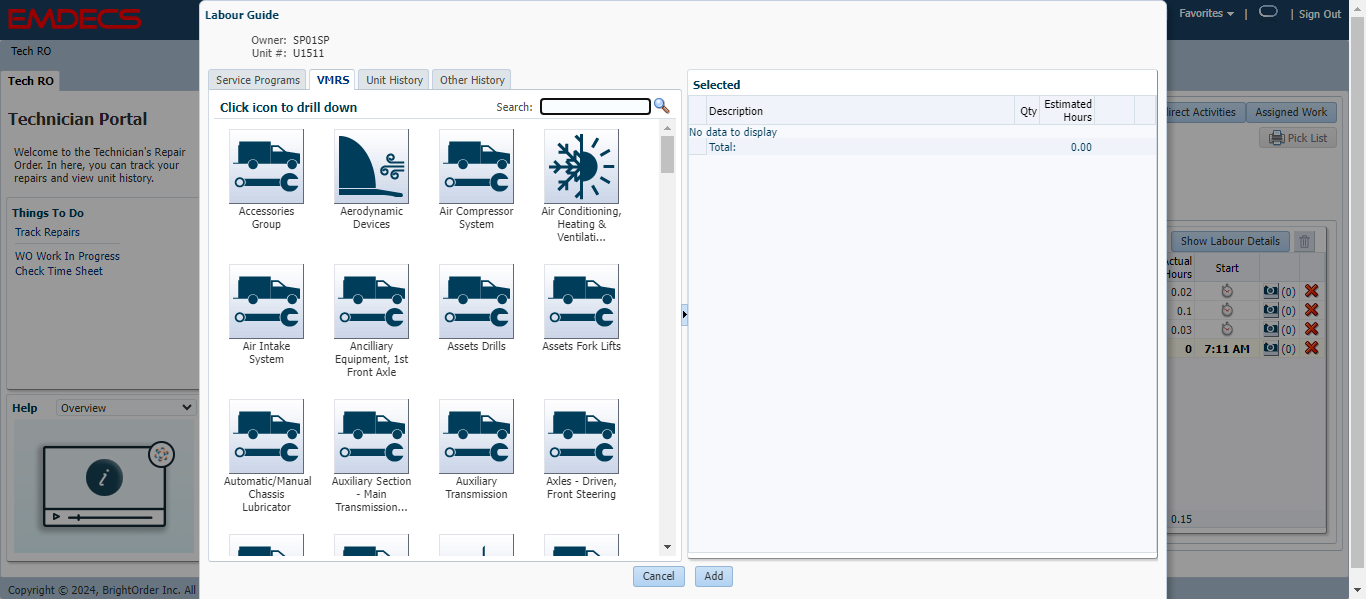 EMDECS
Favorites
|
| Sign Out
Tech RO
Tech RO
Technician Portal
Welcome to the Technician's Repair
Order. In here, you can track your
repairs and view unit history.
Things To Do
Track Repairs
WO Work In Progress
Check Time Sheet
Help
Overview
i
Copyright © 2024, BrightOrder Inc. All
Labour Guide
Owner: SP01SP
Unit #: U1511
Service Programs
VMRS
Unit History
Other History
Click icon to drill down
Search:
Accessories
Group
Aerodynamic
Devices
Air Compressor
System
Air Conditioning,
Heating &
Ventilati...
Air Intake
System
Ancilliary
Equipment, 1st
Front Axle
Assets Drills
Assets Fork Lifts
Automatic/Manual
Chassis
Lubricator
Auxiliary Section
- Main
Transmission...
Auxiliary
Transmission
Axles - Driven,
Front Steering
Selected
Description
Qty
Estimated
Hours
No data to display
Total:
0.00
Cancel
Add
irect Activities
Assigned Work
Pick List
Show Labour Details
ctual
Hours
Start
0.02
(0)
0.1
(0)
0.03
(0)
0
7:11 AM
(0)
0.15